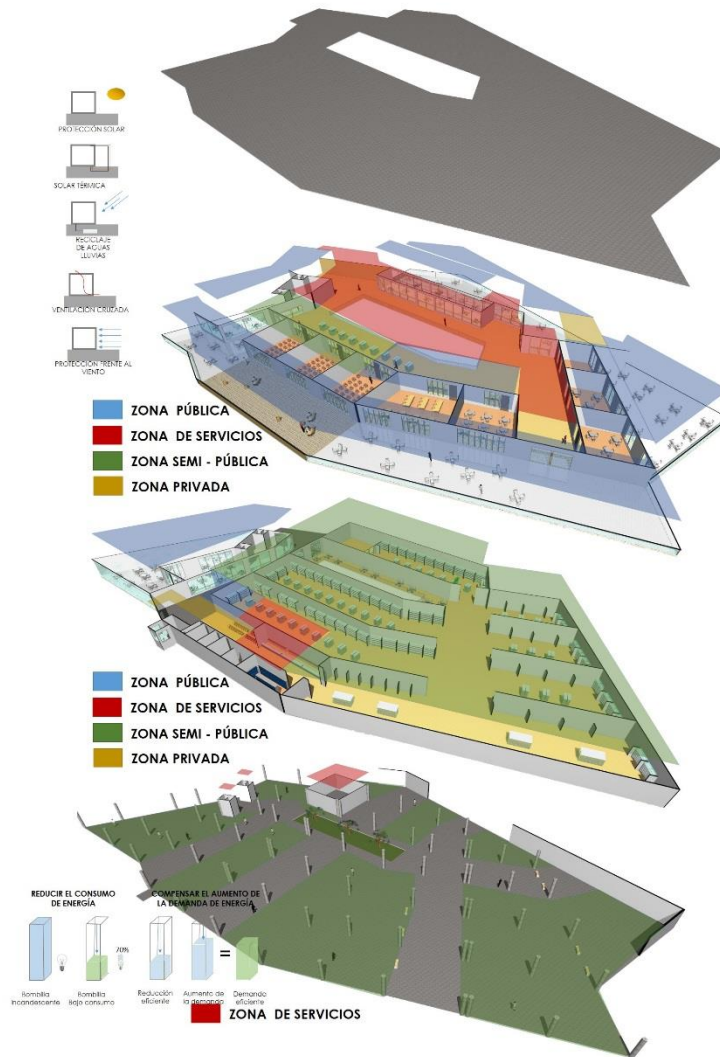 PROTECCIÓN SOLAR
SOLAR TÉRMICA
RECICLAJE
DE AGUAS
LLUVIAS
VENTILACIÓN CRUZADA
PROTECCIÓN FRENTE AL
VIENTO
ZONA PÚBLICA
ZONA DE SERVICIOS
ZONA SEMI - PÚBLICA
ZONA PRIVADA
ZONA PÚBLICA
ZONA DE SERVICIOS
ZONA SEMI - PÚBLICA
ZONA PRIVADA
REDUCIR EL CONSUMO
DE ENERGÍA
COMPENSAR EL AUMENTO DE
LA DEMANDA DE ENERGÍA
70%
=
Bombilla
Incandescente
Bombilla
Bajo consumo
Reducción
eficiente
Aumento de
la demanda
Demanda
eficiente
ZONA DE SERVICIOS